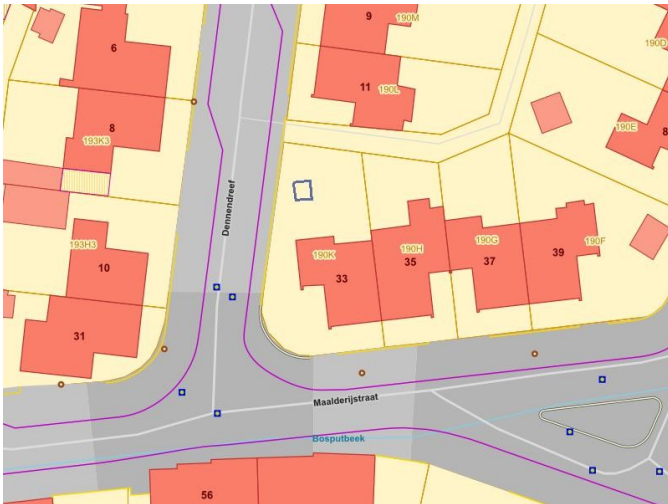 9
190M
190D
6
11
190L
8
193K3
190E
8
Dennendreef
193H3
10
190K
33
190H
35
190G
37
39
190F
31
Maalderijstraat
Bosputbeek
56